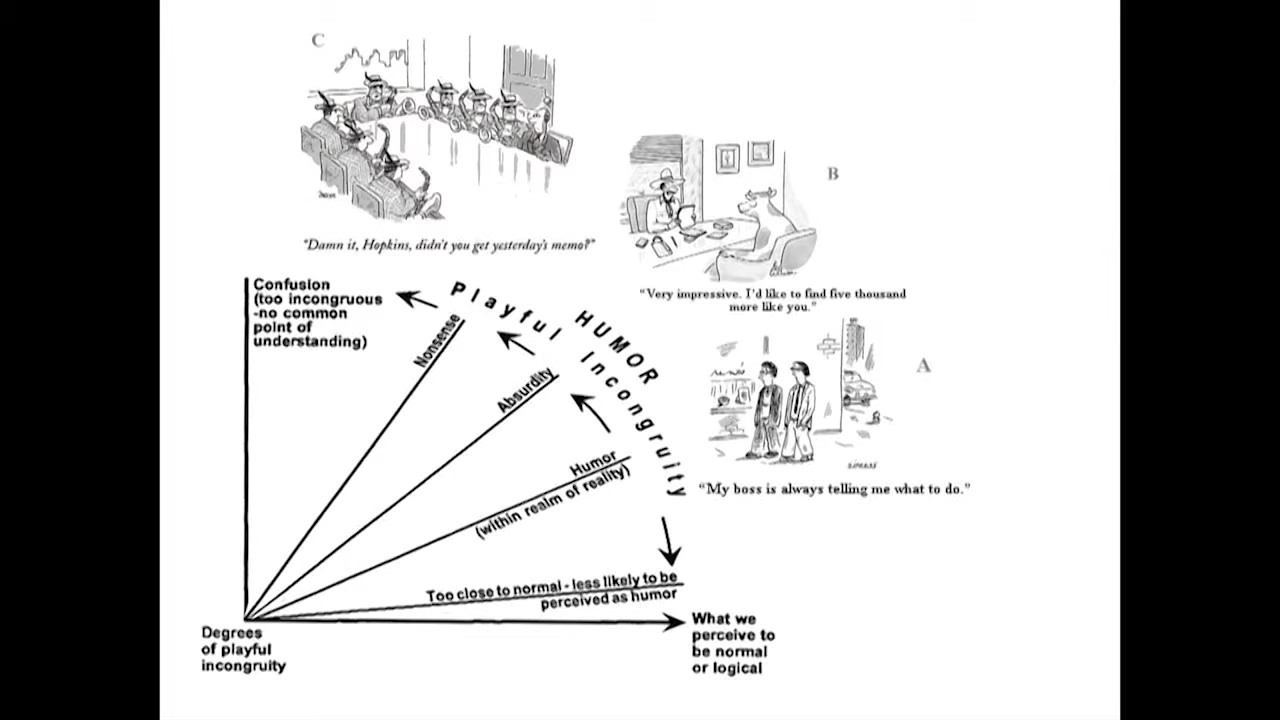 C
"Damn it, Hopkins, didn't you get yesterday's memo?"
B
"Very impressive. I'd like to find five thousand
more like you."
A
"My boss is always telling me what to do."
Confusion
(too incongruous
-no common
point of
understanding)
Playful Incongruity
HUMOR
Nonsense
Absurdity
Humor
(within realm of reality)
Too close to normal - less likely to be
perceived as humor
What we
perceive to
be normal
or logical
Degrees
of playful
incongruity